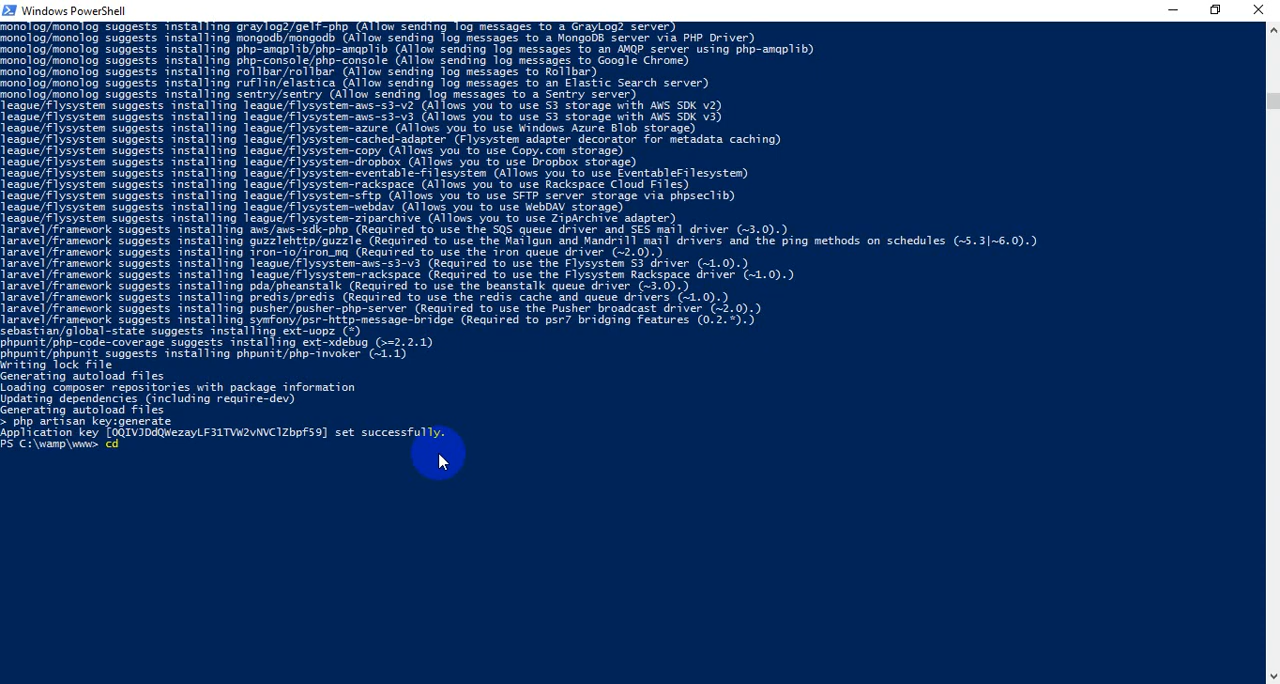 Windows PowerShell
monolog/monolog suggests installing graylog2/gelf-php (Allow sending log messages to a GrayLog2 server)
monolog/monolog suggests installing mongodb/mongodb (Allow sending log messages to a MongoDB server via PHP Driver)
monolog/monolog suggests installing php-amqplib/php-amqplib (Allow sending log messages to an AMQP server using php-amqplib)
monolog/monolog suggests installing php-console/php-console (Allow sending log messages to Google Chrome)
monolog/monolog suggests installing rollbar/rollbar (Allow sending log messages to Rollbar)
monolog/monolog suggests installing ruflin/elastica (Allow sending log messages to an Elastic Search server)
monolog/monolog suggests installing sentry/sentry (Allow sending log messages to a Sentry server)
league/flysystem suggests installing league/flysystem-aws-s3-v2 (Allows you to use S3 storage with AWS SDK v2)
league/flysystem suggests installing league/flysystem-aws-s3-v3 (Allows you to use S3 storage with AWS SDK v3)
league/flysystem suggests installing league/flysystem-azure (Allows you to use Windows Azure Blob storage)
league/flysystem suggests installing league/flysystem-cached-adapter (Flysystem adapter decorator for metadata caching)
league/flysystem suggests installing league/flysystem-copy (Allows you to use Copy.com storage)
league/flysystem suggests installing league/flysystem-dropbox (Allows you to use Dropbox storage)
league/flysystem suggests installing league/flysystem-eventable-filesystem (Allows you to use EventableFilesystem)
league/flysystem suggests installing league/flysystem-rackspace (Allows you to use Rackspace Cloud Files)
league/flysystem suggests installing league/flysystem-sftp (Allows you to use SFTP server storage via phpseclib)
league/flysystem suggests installing league/flysystem-webdav (Allows you to use WebDAV storage)
league/flysystem suggests installing league/flysystem-ziparchive (Allows you to use ZipArchive adapter)
laravel/framework suggests installing aws/aws-sdk-php (Required to use the SQS queue driver and SES mail driver (~3.0).)
laravel/framework suggests installing guzzlehttp/guzzle (Required to use the Mailgun and Mandrill mail drivers and the ping methods on schedules (~5.3|~6.0).)
laravel/framework suggests installing iron-io/iron_mq (Required to use the iron queue driver (~2.0).)
laravel/framework suggests installing league/flysystem-aws-s3-v3 (Required to use the Flysystem S3 driver (~1.0).)
laravel/framework suggests installing league/flysystem-rackspace (Required to use the Flysystem Rackspace driver (~1.0).)
laravel/framework suggests installing pda/pheanstalk (Required to use the beanstalk queue driver (~3.0).)
laravel/framework suggests installing predis/predis (Required to use the redis cache and queue drivers (~1.0).)
laravel/framework suggests installing pusher/pusher-php-server (Required to use the Pusher broadcast driver (~2.0).)
laravel/framework suggests installing symfony/psr-http-message-bridge (Required to psr7 bridging features (0.2.*).)
sebastian/global-state suggests installing ext-uopz (*)
phpunit/php-code-coverage suggests installing ext-xdebug (>=2.2.1)
phpunit/phpunit suggests installing phpunit/php-invoker (~1.1)
Writing lock file
Generating autoload files
Loading composer repositories with package information
Updating dependencies (including require-dev)
Generating autoload files
> php artisan key:generate
Application key [OQIVJDdQWezayLF31TVW2vNVClZbpf59] set successfully.
PS C:\wamp\www> cd